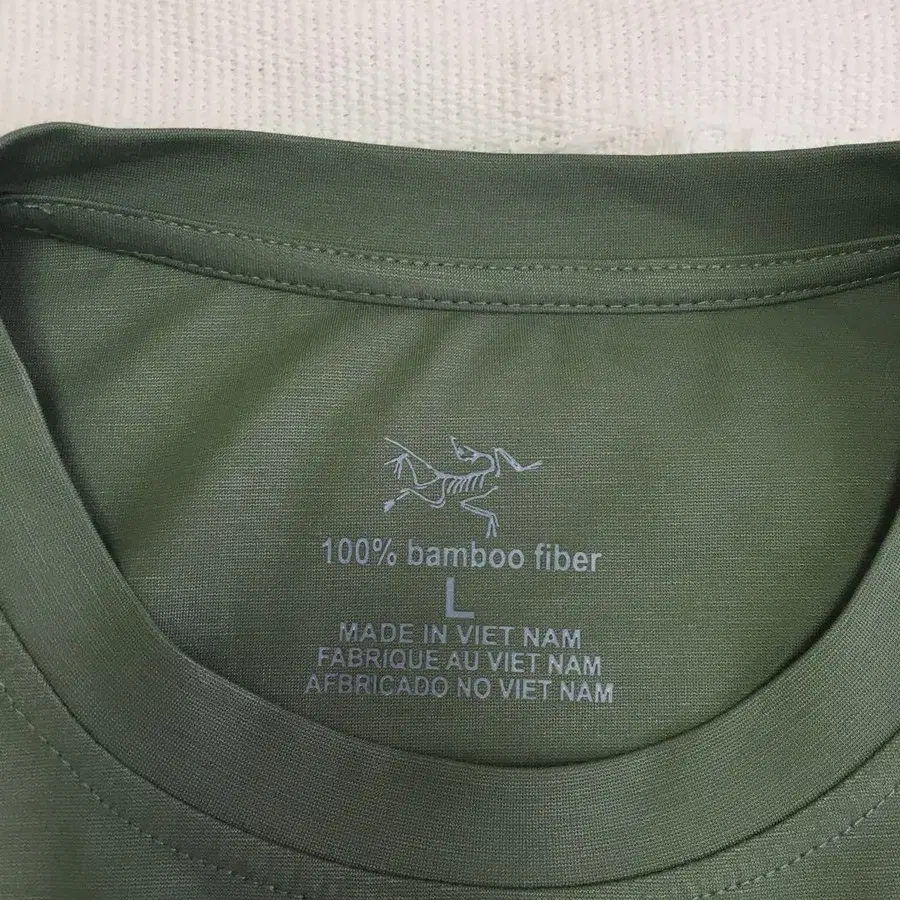 100% bamboo fiber
L
MADE IN VIET NAM
FABRIQUE AU VIET NAM
AFBRICADO NO VIET NAM